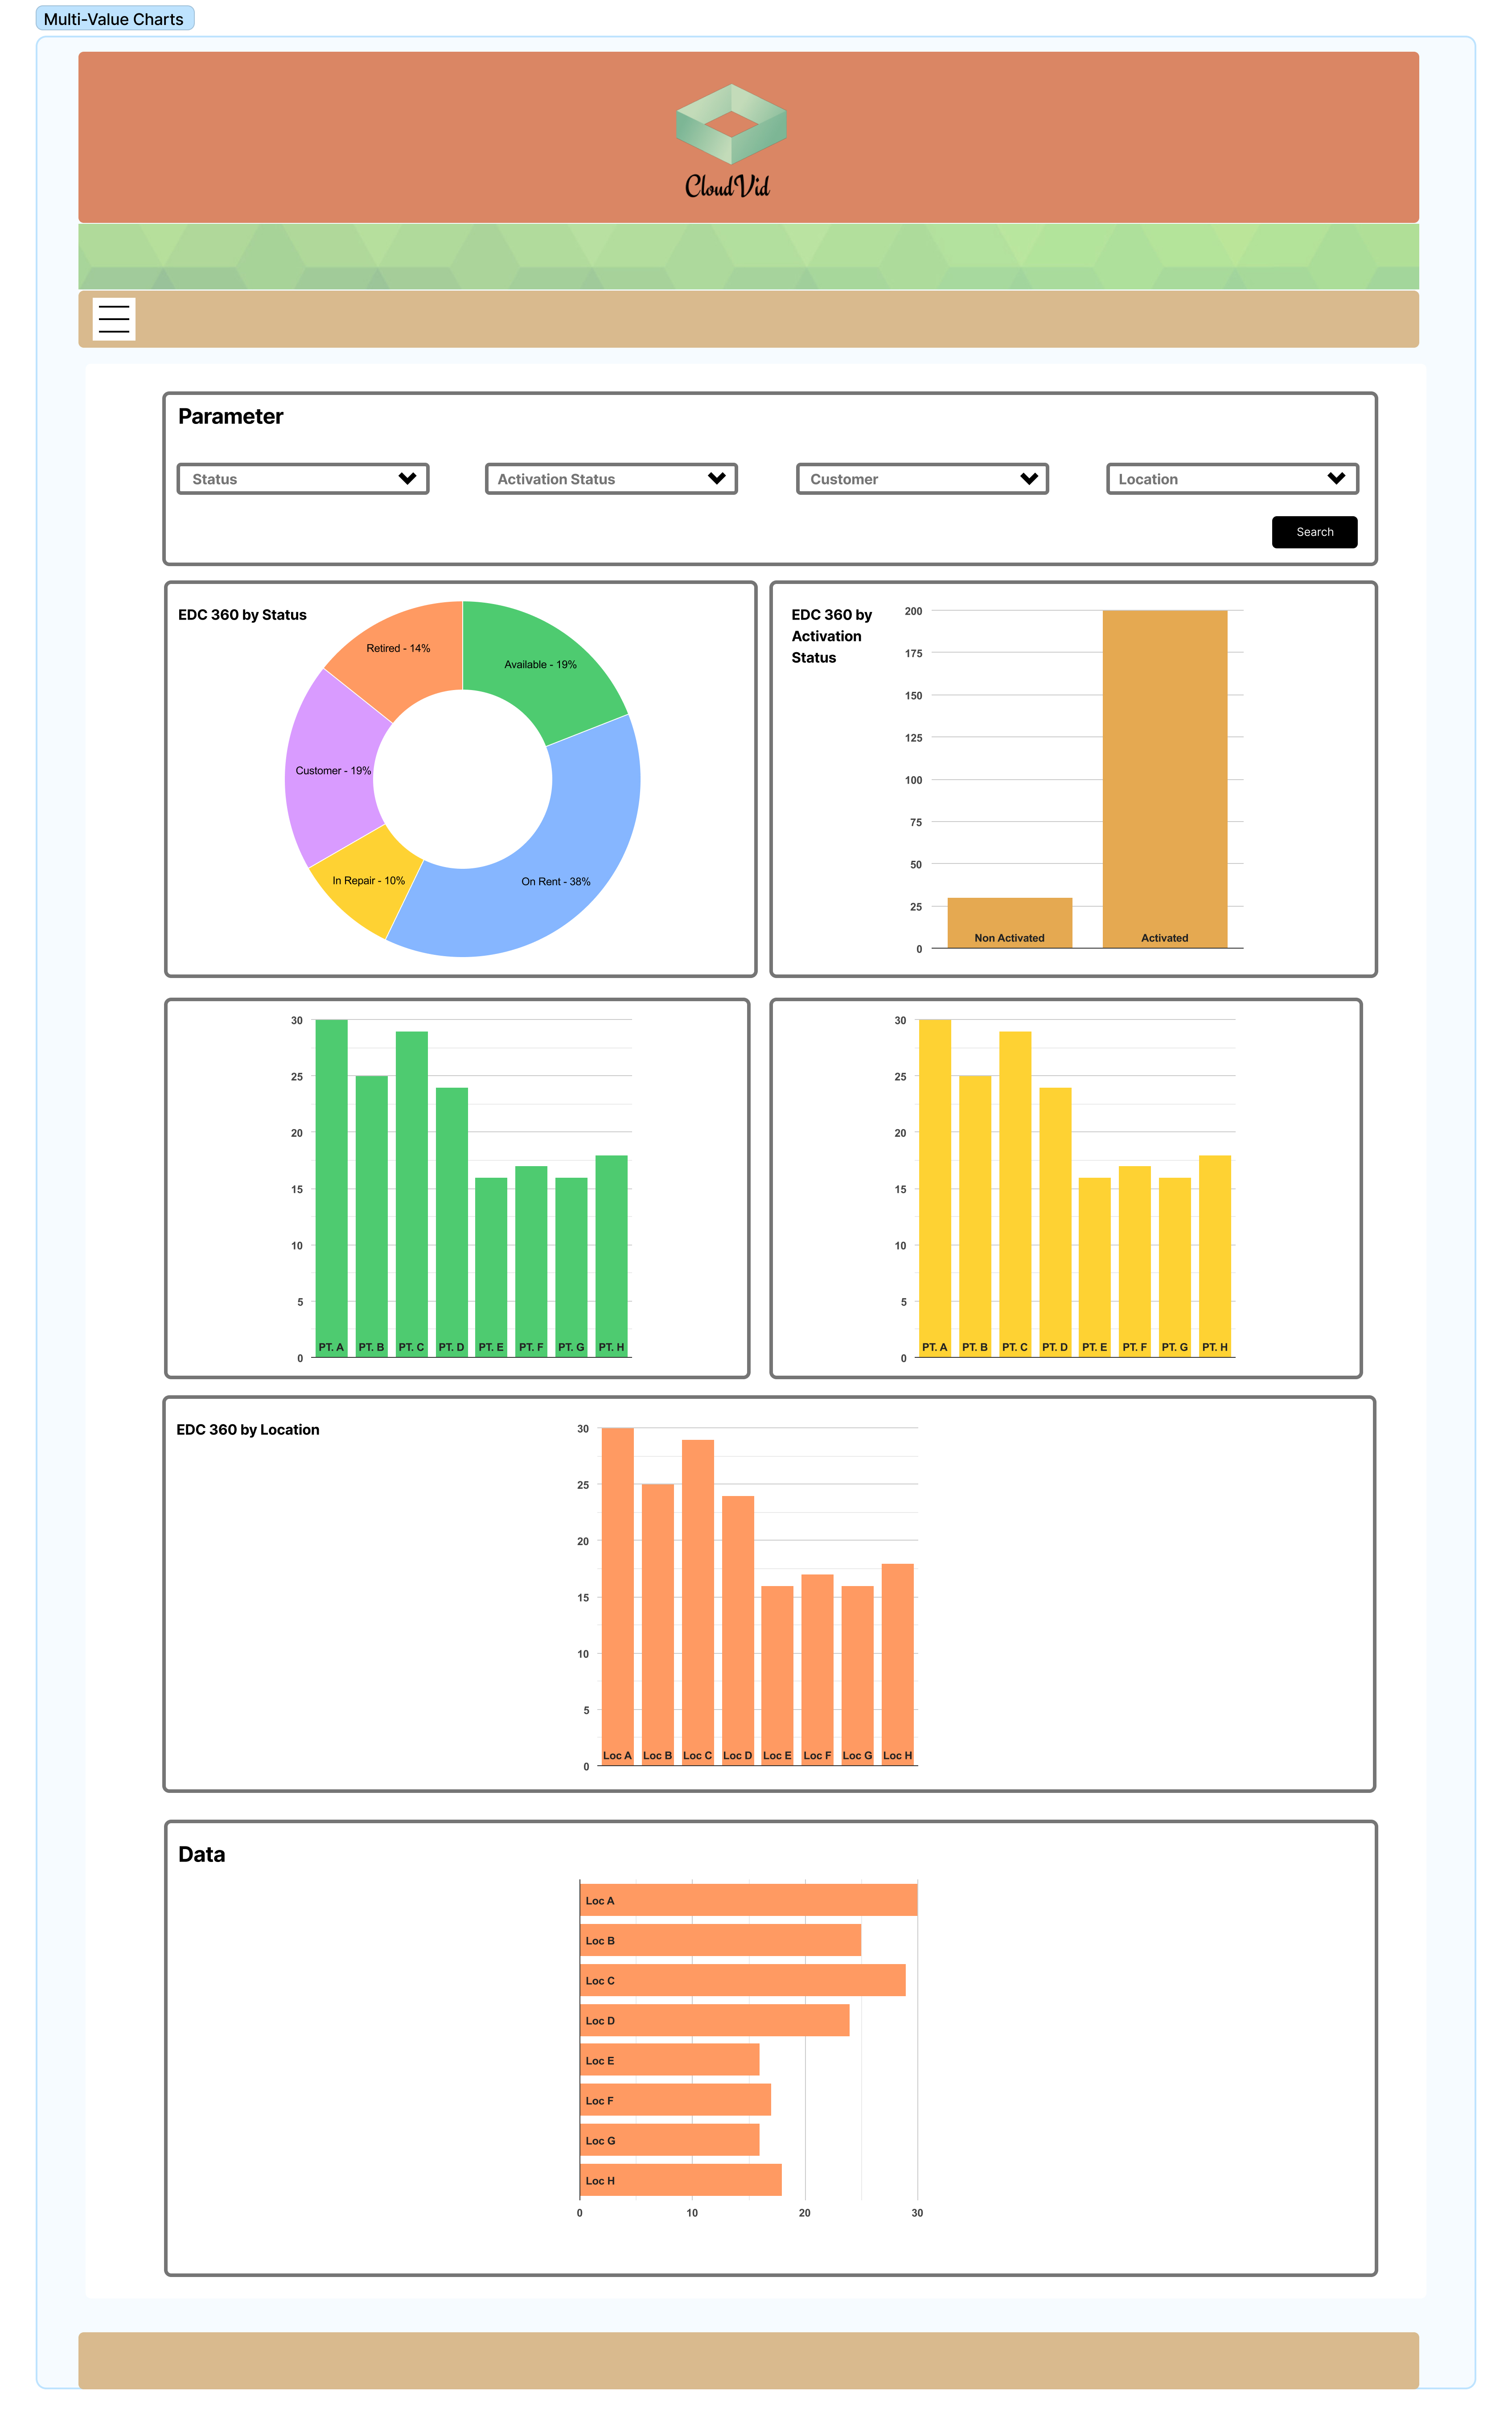 Multi-Value Charts
CloudVid
Parameter
Status
Activation Status
Customer
Location
Search
EDC 360 by Status
Retired - 14%
Available - 19%
Customer - 19%
In Repair - 10%
On Rent - 38%
EDC 360 by
Activation
Status
200
175
150
125
100
75
50
25
0
Non Activated
Activated
30
25
20
15
10
5
0
PT. A
PT. B
PT. C
PT. D
PT. E
PT. F
PT. G
PT. H
30
25
20
15
10
5
0
PT. A
PT. B
PT. C
PT. D
PT. E
PT. F
PT. G
PT. H
EDC 360 by Location
30
25
20
15
10
5
0
Loc A
Loc B
Loc C
Loc D
Loc E
Loc F
Loc G
Loc H
Data
Loc A
Loc B
Loc C
Loc D
Loc E
Loc F
Loc G
Loc H
0
10
20
30